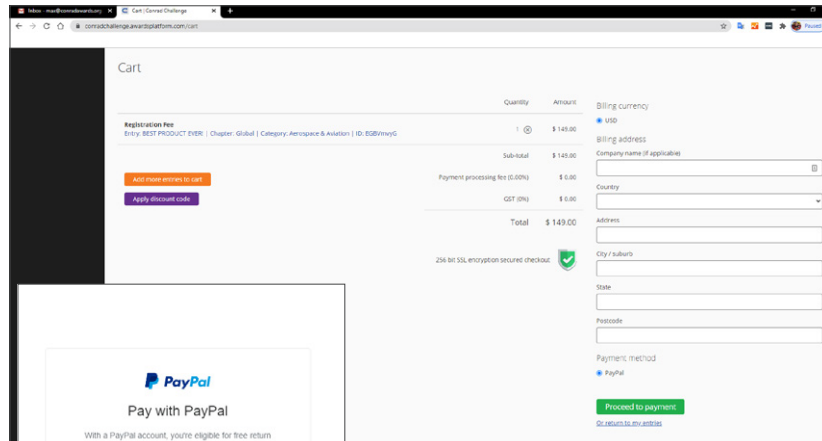 Inbox - max@conradawards.org
Cart | Conrad Challenge
conradchallenge.awardsplatform.com/cart
Paused
Cart
Quantity
Amount
Registration Fee
Entry: BEST PRODUCT EVER! | Chapter: Global | Category: Aerospace & Aviation | ID:
1
$ 149.00
Sub-total
$ 149.00
Add more entries to cart
Payment processing fee (0.00%)
$ 0.00
Apply discount code
GST (0%)
$ 0.00
Total
$ 149.00
256 bit SSL encryption secured checkout
Billing currency
USD
Billing address
Company name (if applicable)
Country
Address
City / suburb
State
Postcode
Payment method
PayPal
Proceed to payment
Or return to my entries
PayPal
Pay with PayPal
With a PayPal account, you're eligible for free return